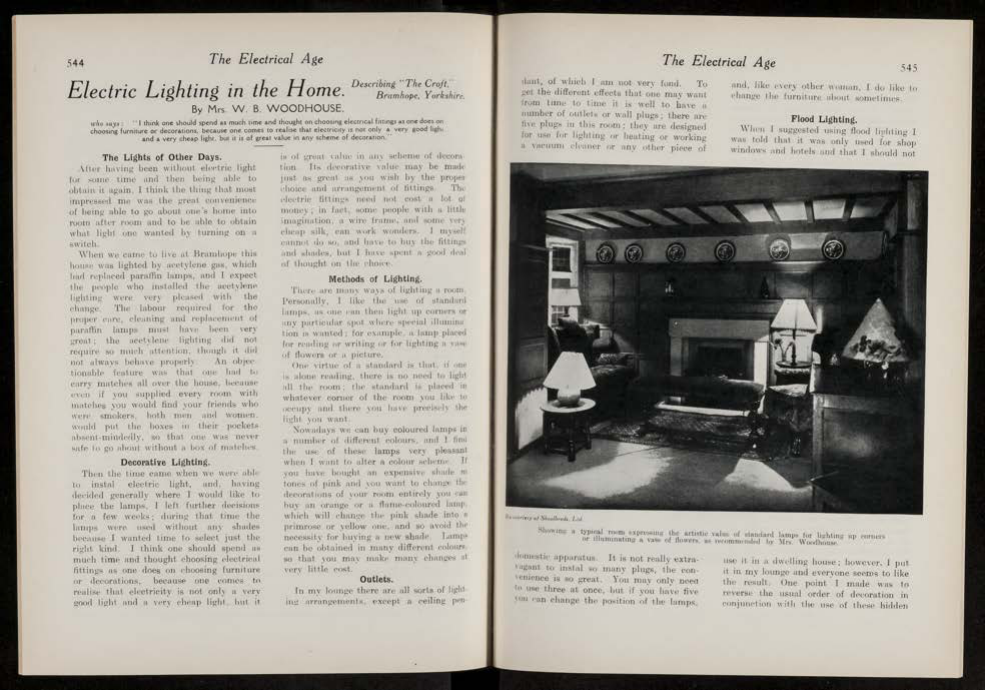 544
The Electrical Age
Electric Lighting in the Home. Describing "The Croft," Bramhope, Yorkshire.
By Mrs. W. B. WOODHOUSE.
who says: "I think one should spend as much time and thought on choosing electrical fittings as one does on
choosing furniture or decorations, because one comes to realise that electricity is not only a very good light
and a very cheap light, but it is of great value in any scheme of decoration."
The Lights of Other Days.
After having been without electric light
for some time and then being able to
obtain it again, I think the thing that most
impressed me was the great convenience
of being able to go about one's home into
room after room and to be able to obtain
what light one wanted by turning on a
switch.
When we came to live at Bramhope this
house was lighted by acetylene gas, which
had replaced paraffin lamps, and I expect
the people who installed the acetylene
lighting were very pleased with the
change. The labour required for the
proper care, cleaning and replacement of
paraffin lamps must have been very
great; the acetylene lighting did not
require so much attention, though it did
not always behave properly. An objec-
tionable feature was that one had to
carry matches all over the house, because
even if you supplied every room with
matches you would find your friends who
were smokers, both men and women,
would put the boxes in their pockets
absent-mindedly, so that one was never
safe to go about without a box of matches.
Decorative Lighting.
Then the time came when we were able
to instal electric light, and, having
decided generally where I would like to
place the lamps, I left further decisions
for a few weeks; during that time the
lamps were used without any shades
because I wanted time to select just the
right kind. I think one should spend as
much time and thought choosing electrical
fittings as one does on choosing furniture
or decorations, because one comes to
realise that electricity is not only a very
good light and a very cheap light, but it
is of great value in any scheme of decora-
tion. Its decorative value may be made
just as great as you wish by the proper
choice and arrangement of fittings. The
electric fittings need not cost a lot of
money; in fact, some people with a little
imagination, a wire frame, and some very
cheap silk, can work wonders. I myself
cannot do so, and have to buy the fittings
and shades, but I have spent a good deal
of thought on the choice.
Methods of Lighting.
There are many ways of lighting a room.
Personally, I like the use of standard
lamps, as one can then light up corners or
any particular spot where special illumina-
tion is wanted; for example, a lamp placed
for reading or writing or for lighting a vase
of flowers or a picture.
One virtue of a standard is that, if one
is alone reading, there is no need to light
all the room; the standard is placed in
whatever corner of the room you like to
occupy and there you have precisely the
light you want.
Nowadays we can buy coloured lamps in
a number of different colours, and I find
the use of these lamps very pleasant
when I want to alter a colour scheme. If
you have bought an expensive shade in
tones of pink and you want to change the
decorations of your room entirely you can
buy an orange or a flame-coloured lamp,
which will change the pink shade into a
primrose or yellow one, and so avoid the
necessity for buying a new shade. Lamps
can be obtained in many different colours,
so that you may make many changes at
very little cost.
Outlets.
In my lounge there are all sorts of light-
ing arrangements, except a ceiling pen-
The Electrical Age
545
dant, of which I am not very fond. To
get the different effects that one may want
from time to time it is well to have a
number of outlets or wall plugs; there are
five plugs in this room; they are designed
for use for lighting or heating or working
a vacuum cleaner or any other piece of
and, like every other woman, I do like to
change the furniture about sometimes.
Flood Lighting.
When I suggested using flood lighting I
was told that it was only used for shop
windows and hotels and that I should not
Showing a typical room expressing the artistic value of standard lamps for lighting up corners
or illuminating a vase of flowers, as recommended by Mrs. Woodhouse.
domestic apparatus. It is not really extra-
vagant to instal so many plugs, the con-
venience is so great. You may only need
to use three at once, but if you have five
you can change the position of the lamps,
use it in a dwelling house; however, I put
it in my lounge and everyone seems to like
the result. One point I made was to
reverse the usual order of decoration in
conjunction with the use of these hidden